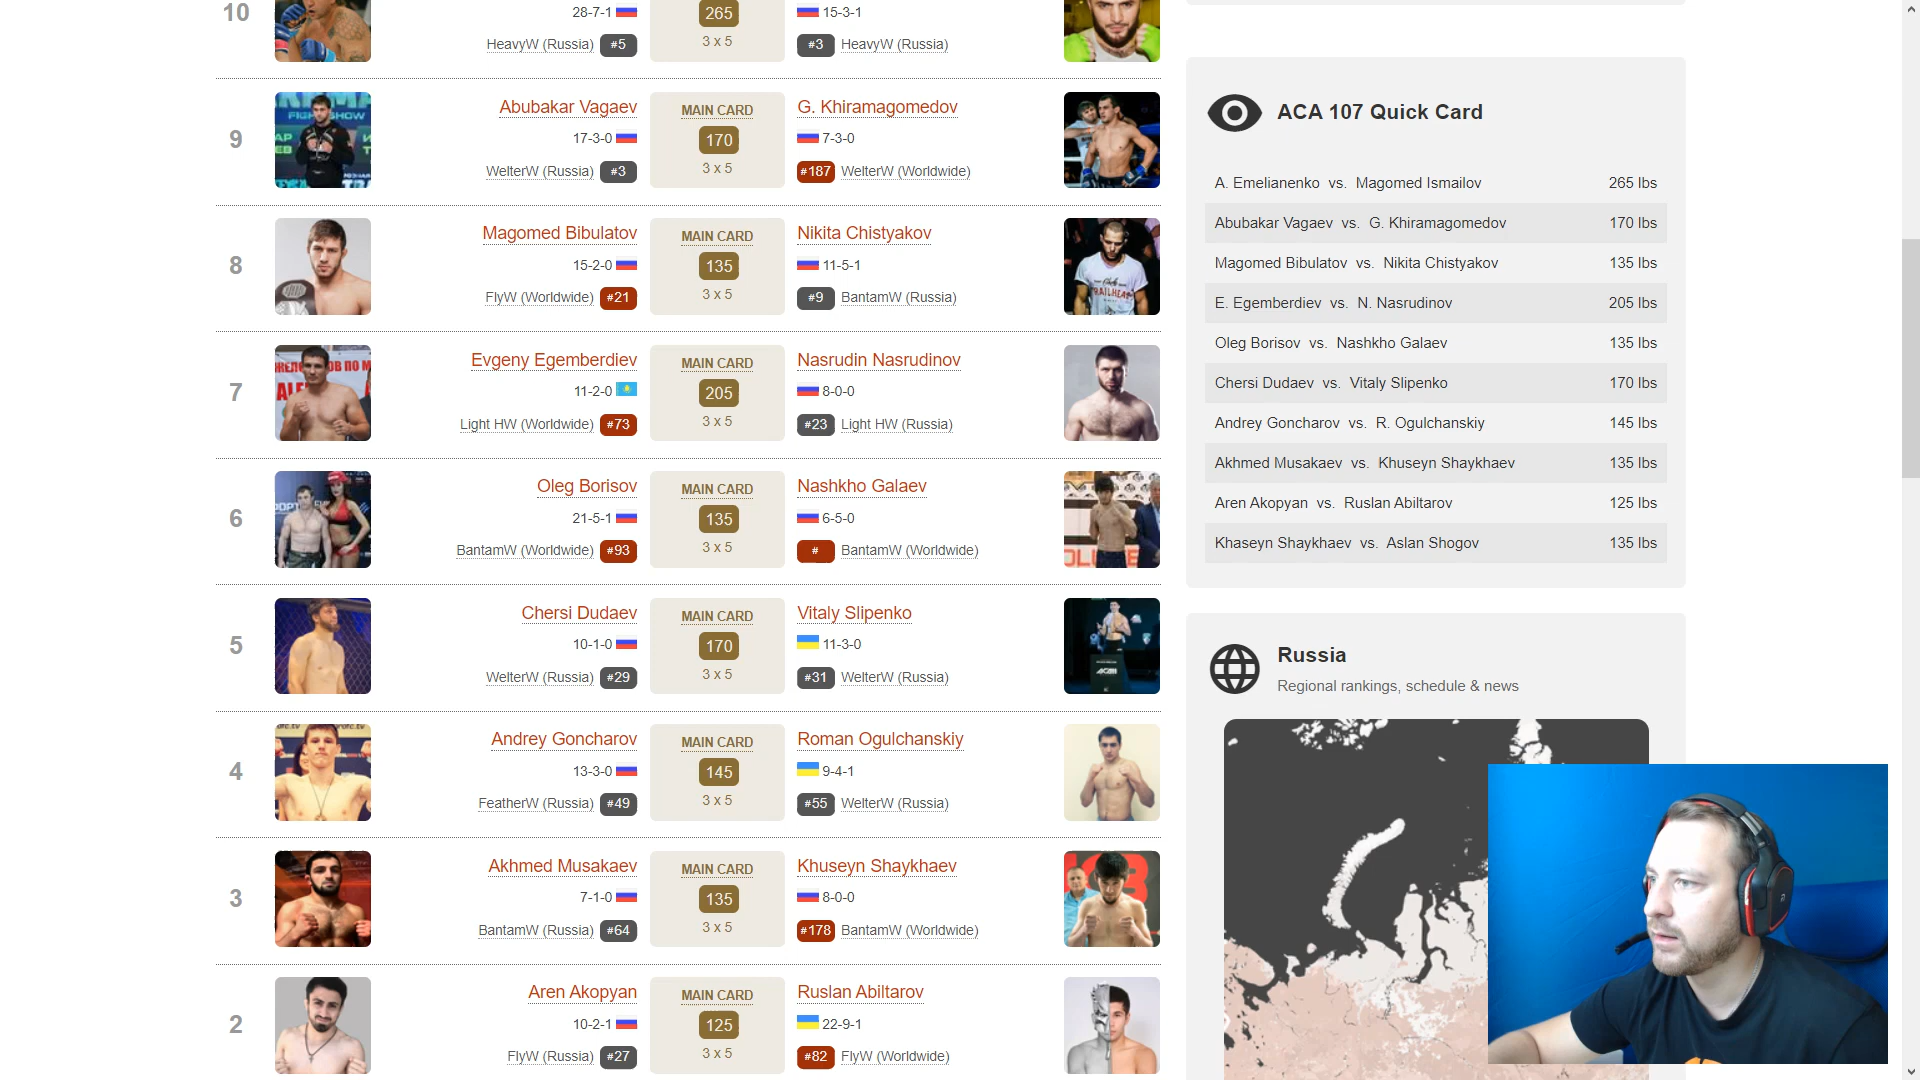 10
28-7-1
265
15-3-1
HeavyW (Russia) #5
3 x 5
#3 HeavyW (Russia)
9
Abubakar Vagaev
MAIN CARD
G. Khiramagomedov
17-3-0
170
7-3-0
WelterW (Russia) #3
3 x 5
#187 WelterW (Worldwide)
8
Magomed Bibulatov
MAIN CARD
Nikita Chistyakov
15-2-0
135
11-5-1
FlyW (Worldwide) #21
3 x 5
#9 BantamW (Russia)
7
Evgeny Egemberdiev
MAIN CARD
Nasrudin Nasrudinov
11-2-0
205
8-0-0
Light HW (Worldwide) #73
3 x 5
#23 Light HW (Russia)
6
Oleg Borisov
MAIN CARD
Nashkho Galaev
21-5-1
135
6-5-0
BantamW (Worldwide) #93
3 x 5
# BantamW (Worldwide)
5
Chersi Dudaev
MAIN CARD
Vitaly Slipenko
10-1-0
170
11-3-0
WelterW (Russia) #29
3 x 5
#31 WelterW (Russia)
4
Andrey Goncharov
MAIN CARD
Roman Ogulchanskiy
13-3-0
145
9-4-1
FeatherW (Russia) #49
3 x 5
#55 WelterW (Russia)
3
Akhmed Musakaev
MAIN CARD
Khuseyn Shaykhaev
7-1-0
135
8-0-0
BantamW (Russia) #64
3 x 5
#178 BantamW (Worldwide)
2
Aren Akopyan
MAIN CARD
Ruslan Abiltarov
10-2-1
125
22-9-1
FlyW (Russia) #27
3 x 5
#82 FlyW (Worldwide)
ACA 107 Quick Card
A. Emelianenko vs. Magomed Ismailov 265 lbs
Abubakar Vagaev vs. G. Khiramagomedov 170 lbs
Magomed Bibulatov vs. Nikita Chistyakov 135 lbs
E. Egemberdiev vs. N. Nasrudinov 205 lbs
Oleg Borisov vs. Nashkho Galaev 135 lbs
Chersi Dudaev vs. Vitaly Slipenko 170 lbs
Andrey Goncharov vs. R. Ogulchanskiy 145 lbs
Akhmed Musakaev vs. Khuseyn Shaykhaev 135 lbs
Aren Akopyan vs. Ruslan Abiltarov 125 lbs
Khaseyn Shaykhaev vs. Aslan Shogov 135 lbs
Russia
Regional rankings, schedule & news